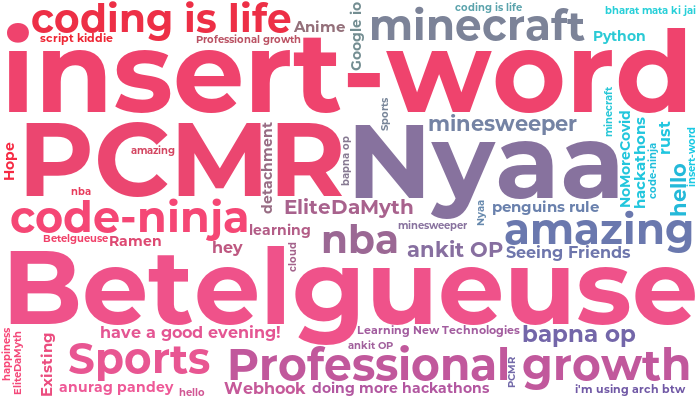 coding is life
coding is life
bharat mata ki jai
script kiddie
Professional growth
Anime
Google io
minecraft
Python
insert-word
Hope
PCMR
amazing
nba
detachment
bapna op
Sports
Nyaa
minesweeper
minecraft
NoMoreCovid
hackathons
code-ninja
rust
hello
insert-word
code-ninja
EliteDaMyth
Nyaa
penguins rule
amazing
Betelgueuse
Ramen
hey
learning
cloud
nba
minesweeper
ankit OP
Seeing Friends
Betelgueuse
happiness
EliteDaMyth
Existing
have a good evening!
Learning New Technologies
bapna op
ankit OP
Sports
Professional growth
PCMR
anurag pandey
hello
Webhook
doing more hackathons
i'm using arch btw